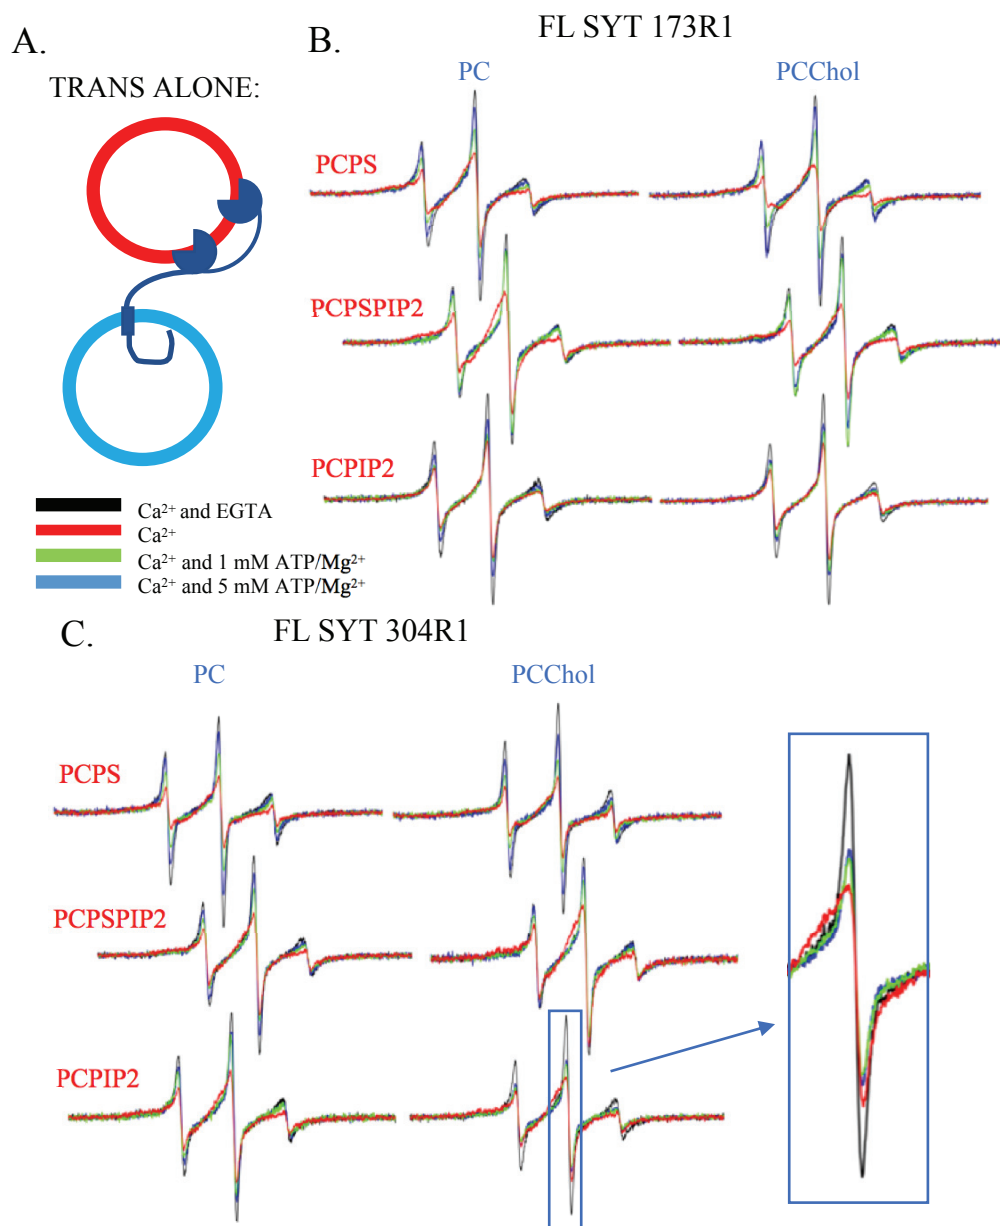 A.
TRANS ALONE:
Ca²⁺ and EGTA
Ca²⁺
Ca²⁺ and 1 mM ATP/Mg²⁺
Ca²⁺ and 5 mM ATP/Mg²⁺
B.
FL SYT 173R1
PC PCChol
PCPS
PCPSPIP2
PCPIP2
C.
FL SYT 304R1
PC PCChol
PCPS
PCPSPIP2
PCPIP2